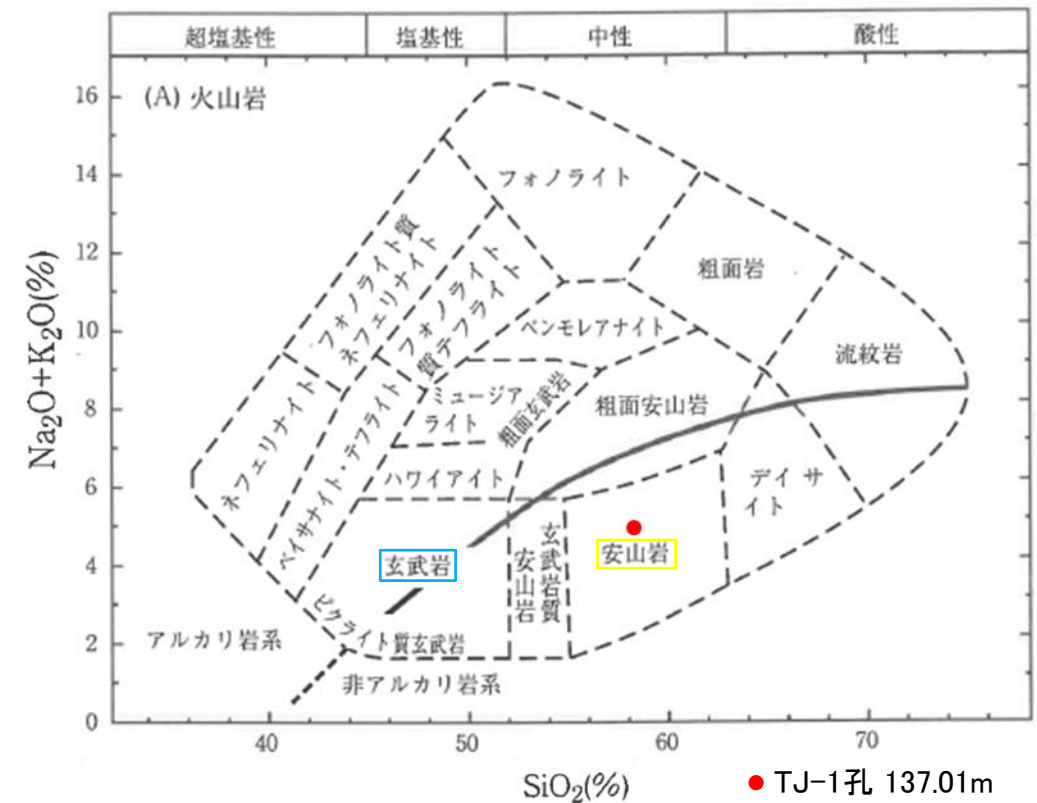 超塩基性 塩基性 中性 酸性
(A) 火山岩
16
14
12
10
8
6
4
2
0
Na2O+K2O(%)
フォノライト
フォノライト質
ネフェリナイト
フォノライト
質テフライト
粗面岩
ベンモレアナイト
流紋岩
ネフェリナイト
ベイサナイト・テフライト
ミュージア
ライト
粗面玄武岩
粗面安山岩
ハワイアイト
デイサ
イト
玄武岩
玄武岩質
安山岩
安山岩
ピクライト質玄武岩
アルカリ岩系
非アルカリ岩系
40 50 60 70
SiO2(%)
TJ-1孔 137.01m